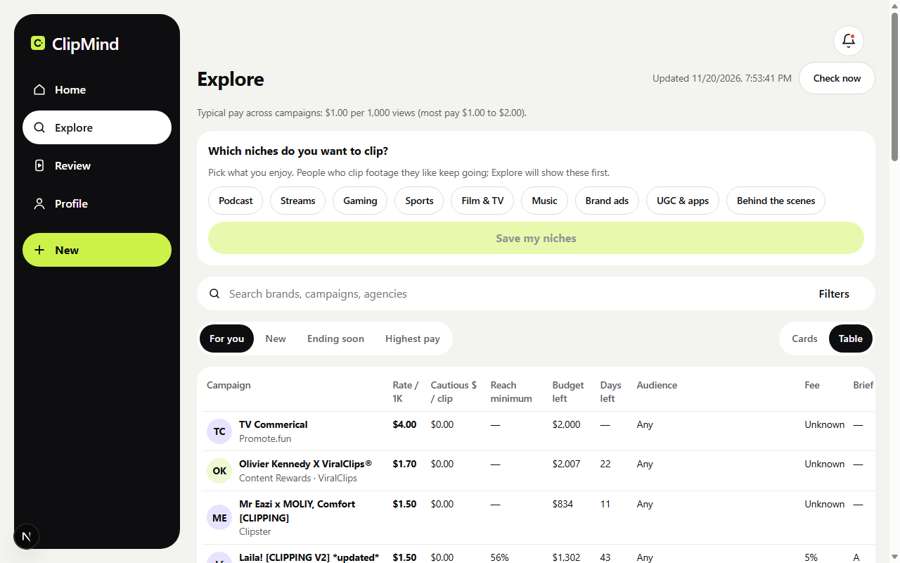 ClipMind
Home
Explore
Review
Profile
New
Explore
Updated 11/20/2026, 7:53:41 PM
Check now
Typical pay across campaigns: $1.00 per 1,000 views (most pay $1.00 to $2.00).
Which niches do you want to clip?
Pick what you enjoy. People who clip footage they like keep going; Explore will show these first.
Podcast Streams Gaming Sports Film & TV Music Brand ads UGC & apps Behind the scenes
Save my niches
Search brands, campaigns, agencies Filters
For you New Ending soon Highest pay Cards Table
Campaign Rate / 1K Cautious $ / clip Reach minimum Budget left Days left Audience Fee Brief
TC TV Commerical $4.00 $0.00 — $2,000 — Any Unknown —
Promote.fun
OK Olivier Kennedy X ViralClips® $1.70 $0.00 — $2,007 22 Any Unknown —
Content Rewards · ViralClips
ME Mr Eazi x MOLIY, Comfort $1.50 $0.00 — $834 11 Any Unknown —
[CLIPPING]
Clipster
Laila! [CLIPPING V2] *updated* $1.50 $0.00 56% $1,302 43 Any 5% A
N